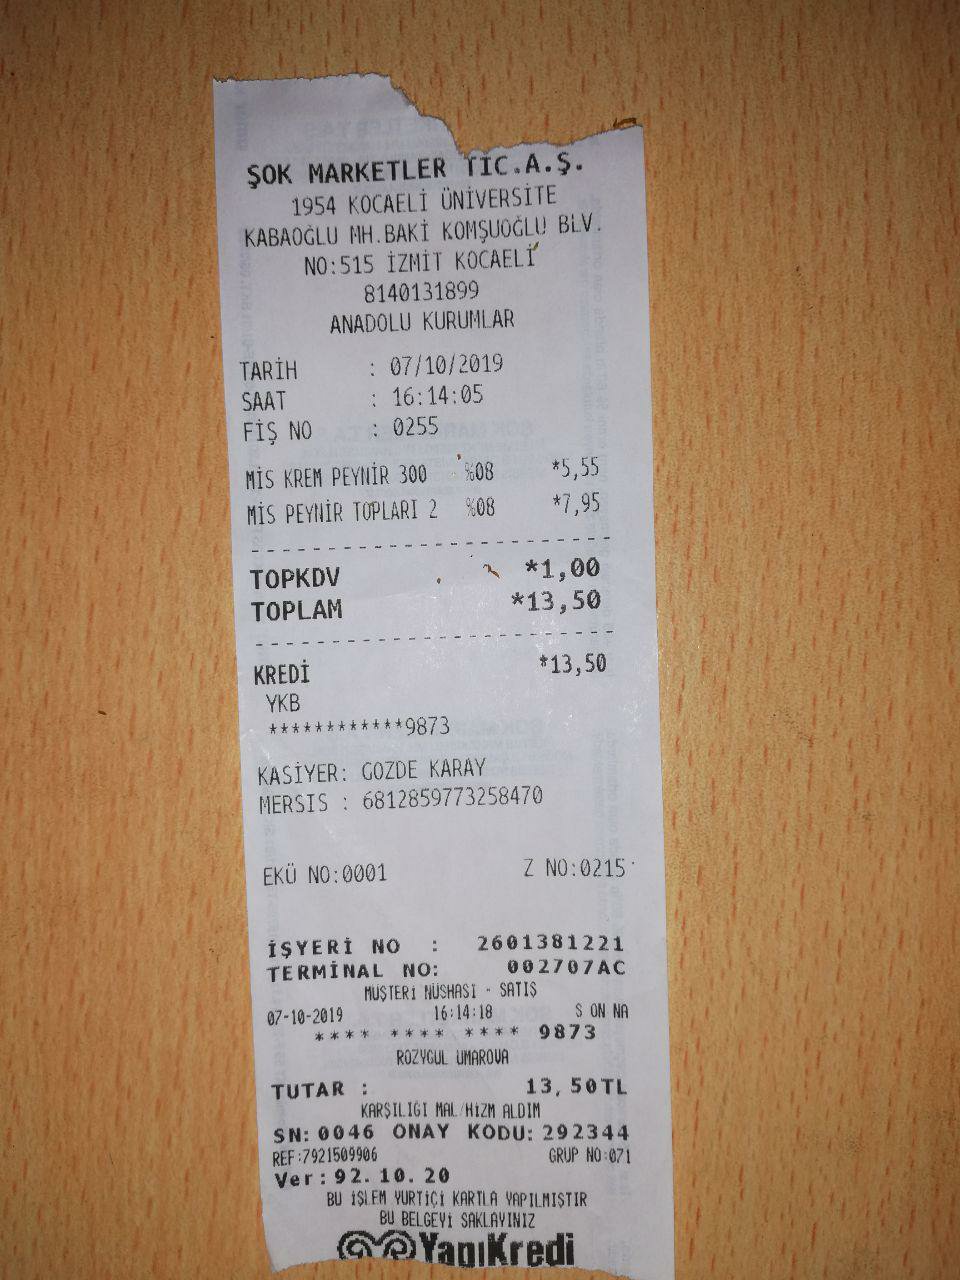 ŞOK MARKETLER TİC.A.Ş.
1954 KOCAELİ ÜNİVERSİTE
KABAOĞLU MH.BAKİ KOMŞUOĞLU BLV.
NO:515 İZMİT KOCAELİ
8140131899
ANADOLU KURUMLAR
TARİH : 07/10/2019
SAAT : 16:14:05
FİŞ NO : 0255
MİS KREM PEYNİR 300 %08 *5,55
MİS PEYNİR TOPLARI 2 %08 *7,95
TOPKDV *1,00
TOPLAM *13,50
KREDİ *13,50
YKB
************9873
KASİYER: GOZDE KARAY
MERSIS : 6812859773258470
EKÜ NO:0001 Z NO:0215
İŞYERİ NO : 2601381221
TERMINAL NO: 002707AC
MÜŞTERİ NÜSHASI - SATIŞ
07-10-2019 16:14:18 S ON NA
**** **** **** 9873
ROZYGUL UMAROVA
TUTAR : 13,50TL
KARŞILIĞI MAL/HİZM ALDIM
SN:0046 ONAY KODU:292344
REF:7921509906 GRUP NO:071
Ver:92.10.20
BU İŞLEM YURTİÇİ KARTLA YAPILMIŞTIR
BU BELGEYİ SAKLAYINIZ
YapıKredi